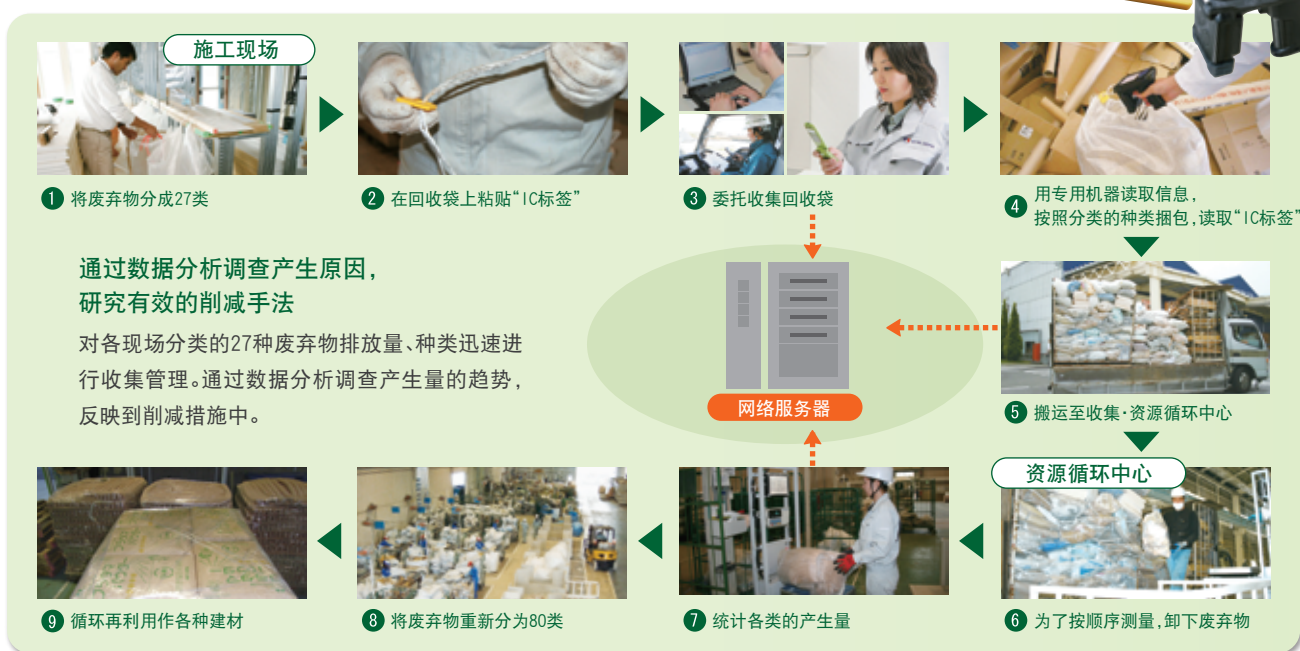 施工现场
❶ 将废弃物分成27类
❷ 在回收袋上粘贴“IC标签”
❸ 委托收集回收袋
❹ 用专用机器读取信息，
按照分类的种类捆包，读取“IC标签”
通过数据分析调查产生原因，
研究有效的削减手法
对各现场分类的27种废弃物排放量、种类迅速进
行收集管理。通过数据分析调查产生量的趋势，
反映到削减措施中。
网络服务器
❺ 搬运至收集·资源循环中心
资源循环中心
❻ 为了按顺序测量，卸下废弃物
❼ 统计各类的产生量
❽ 将废弃物重新分为80类
❾ 循环再利用作各种建材